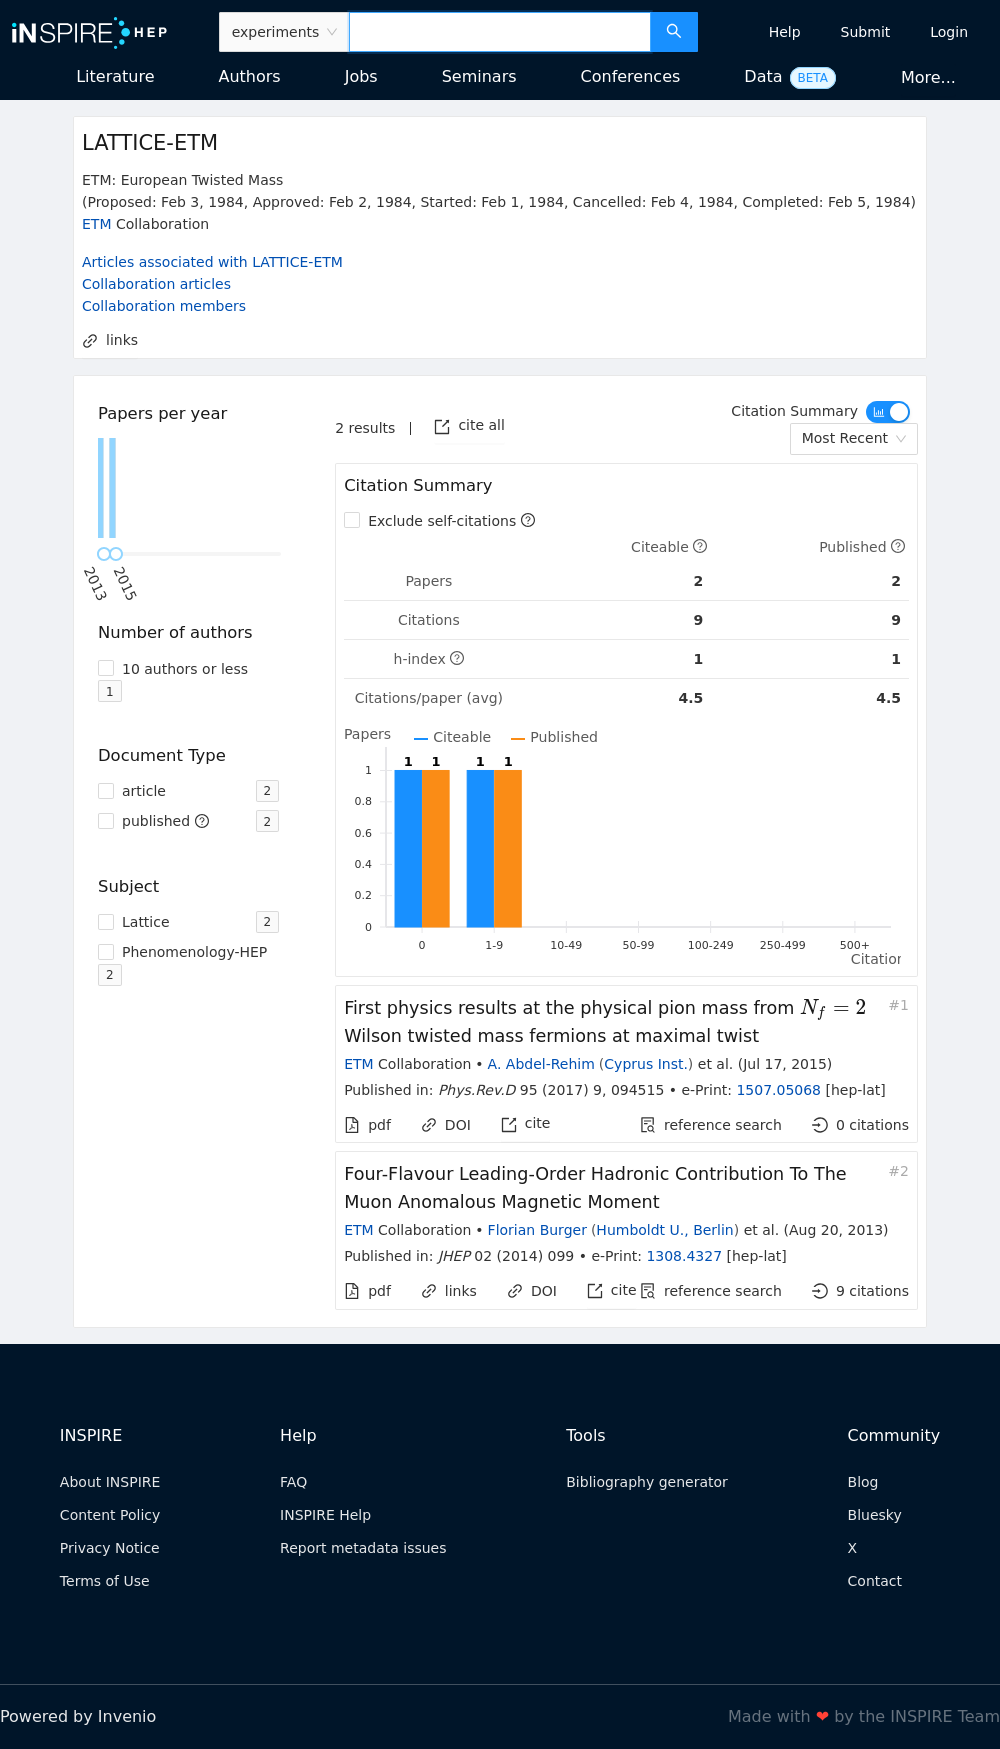 iNSPIRE HEP
experiments
Help
Submit
Login
Literature
Authors
Jobs
Seminars
Conferences
Data BETA
More...
LATTICE-ETM
ETM: European Twisted Mass
(Proposed: Feb 3, 1984, Approved: Feb 2, 1984, Started: Feb 1, 1984, Cancelled: Feb 4, 1984, Completed: Feb 5, 1984)
ETM Collaboration
Articles associated with LATTICE-ETM
Collaboration articles
Collaboration members
links
Papers per year
2013
2015
Number of authors
10 authors or less
1
Document Type
article 2
published 2
Subject
Lattice 2
Phenomenology-HEP
2
2 results | cite all
Citation Summary
Most Recent
Citation Summary
Exclude self-citations
Citeable Published
Papers 2 2
Citations 9 9
h-index 1 1
Citations/paper (avg) 4.5 4.5
Papers
Citeable Published
1 1 1 1
1
0.8
0.6
0.4
0.2
0
0 1-9 10-49 50-99 100-249 250-499 500+
Citation
First physics results at the physical pion mass from N_f = 2 #1
Wilson twisted mass fermions at maximal twist
ETM Collaboration • A. Abdel-Rehim (Cyprus Inst.) et al. (Jul 17, 2015)
Published in: Phys.Rev.D 95 (2017) 9, 094515 • e-Print: 1507.05068 [hep-lat]
pdf DOI cite reference search 0 citations
Four-Flavour Leading-Order Hadronic Contribution To The #2
Muon Anomalous Magnetic Moment
ETM Collaboration • Florian Burger (Humboldt U., Berlin) et al. (Aug 20, 2013)
Published in: JHEP 02 (2014) 099 • e-Print: 1308.4327 [hep-lat]
pdf links DOI cite reference search 9 citations
INSPIRE
About INSPIRE
Content Policy
Privacy Notice
Terms of Use
Help
FAQ
INSPIRE Help
Report metadata issues
Tools
Bibliography generator
Community
Blog
Bluesky
X
Contact
Powered by Invenio
Made with ❤ by the INSPIRE Team